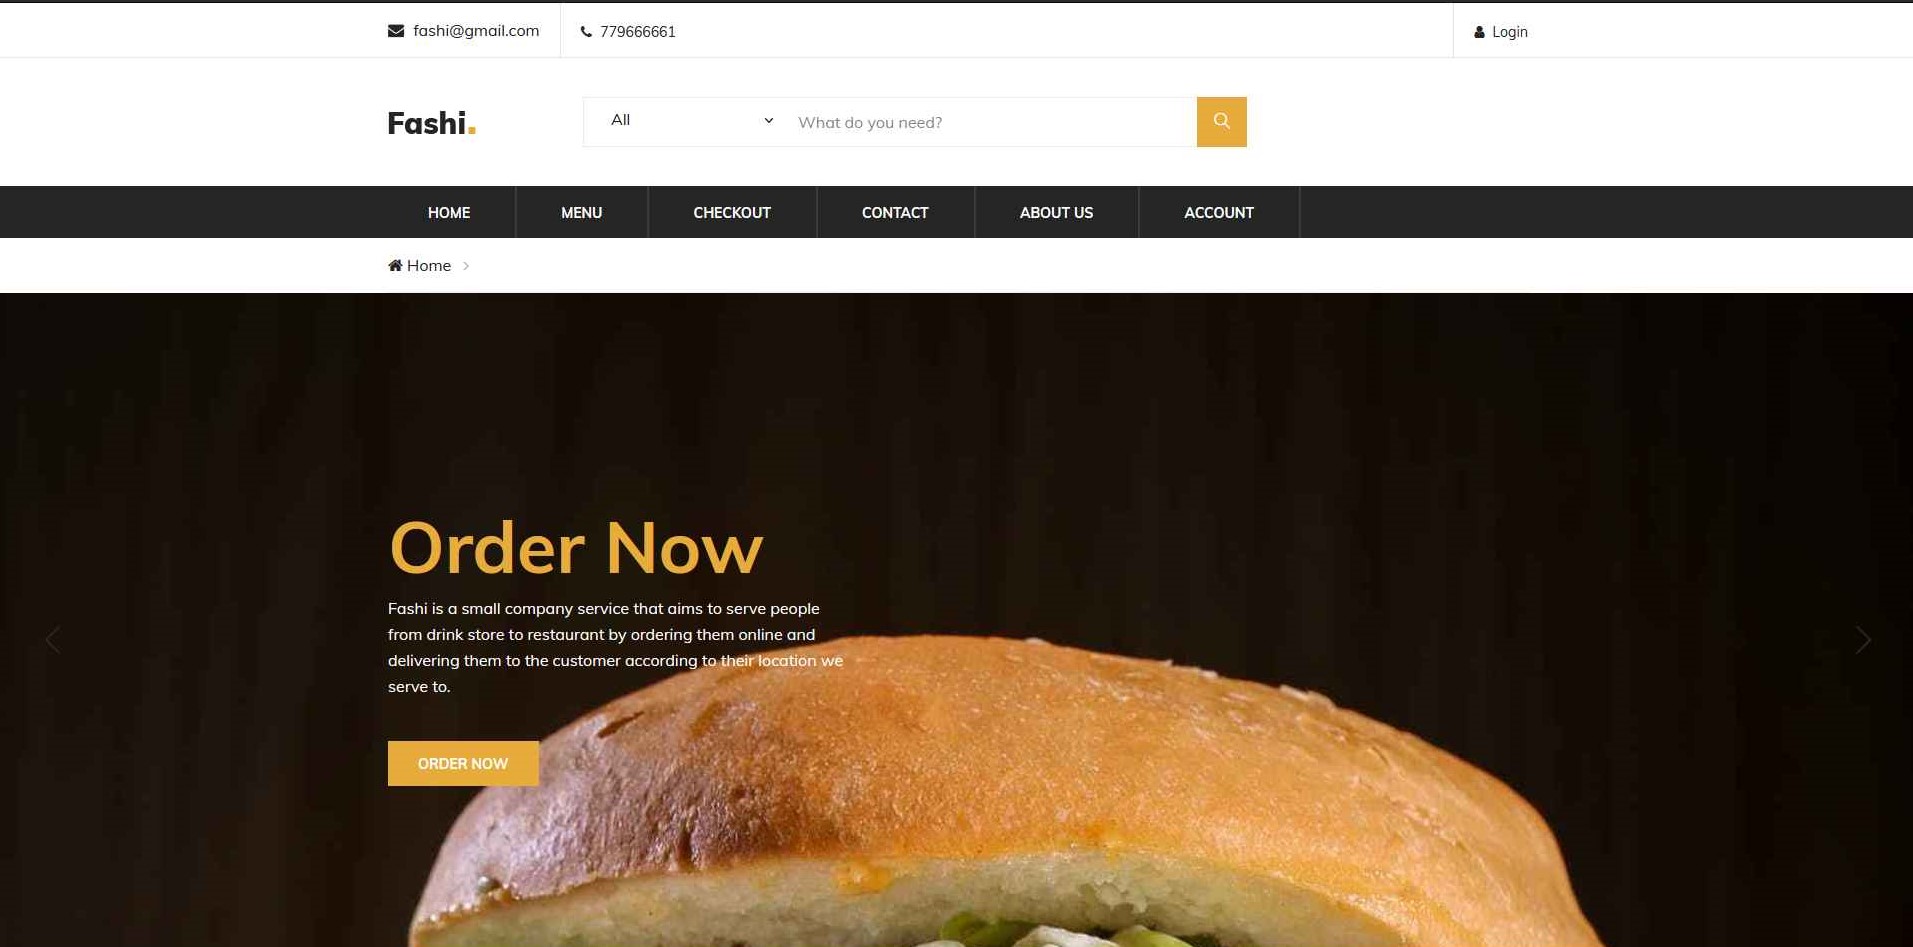 fashi@gmail.com
779666661
Login
Fashi.
All
What do you need?
HOME
MENU
CHECKOUT
CONTACT
ABOUT US
ACCOUNT
Home
Order Now
Fashi is a small company service that aims to serve people
from drink store to restaurant by ordering them online and
delivering them to the customer according to their location we
serve to.
ORDER NOW